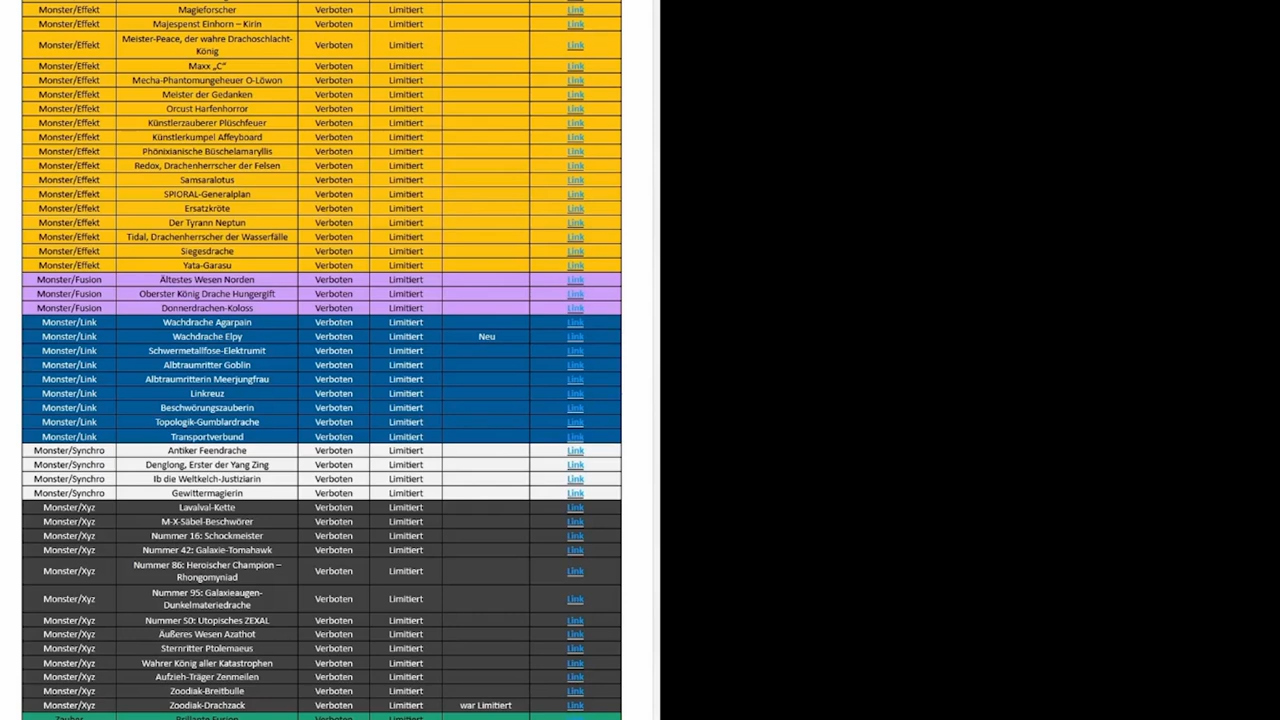 Monster/Effekt Magieforscher Verboten Limitiert Link
Monster/Effekt Majespenst Einhorn – Kirin Verboten Limitiert Link
Monster/Effekt Meister-Peace, der wahre Drachoschlacht- Verboten Limitiert Link
König
Monster/Effekt Maxx „C“ Verboten Limitiert Link
Monster/Effekt Mecha-Phantomungeheuer O-Löwon Verboten Limitiert Link
Monster/Effekt Meister der Gedanken Verboten Limitiert Link
Monster/Effekt Orcust Harfenhorror Verboten Limitiert Link
Monster/Effekt Künstlerzauberer Plüschfeuer Verboten Limitiert Link
Monster/Effekt Künstlerkumpel Affeyboard Verboten Limitiert Link
Monster/Effekt Phönixianische Büschelamaryllis Verboten Limitiert Link
Monster/Effekt Redox, Drachenherrscher der Felsen Verboten Limitiert Link
Monster/Effekt Samsaralotus Verboten Limitiert Link
Monster/Effekt SPIORAL-Generalplan Verboten Limitiert Link
Monster/Effekt Ersatzkröte Verboten Limitiert Link
Monster/Effekt Der Tyrann Neptun Verboten Limitiert Link
Monster/Effekt Tidal, Drachenherrscher der Wasserfälle Verboten Limitiert Link
Monster/Effekt Siegesdrache Verboten Limitiert Link
Monster/Effekt Yata-Garasu Verboten Limitiert Link
Monster/Fusion Ältestes Wesen Norden Verboten Limitiert Link
Monster/Fusion Oberster König Drache Hungergift Verboten Limitiert Link
Monster/Fusion Donnerdrachen-Koloss Verboten Limitiert Link
Monster/Link Wachdrache Agarpain Verboten Limitiert Link
Monster/Link Wachdrache Elpy Verboten Limitiert Neu Link
Monster/Link Schwermetallfose-Elektrumit Verboten Limitiert Link
Monster/Link Albtraumritter Goblin Verboten Limitiert Link
Monster/Link Albtraumritterin Meerjungfrau Verboten Limitiert Link
Monster/Link Linkreuz Verboten Limitiert Link
Monster/Link Beschwörungszauberin Verboten Limitiert Link
Monster/Link Topologik-Gumblardrache Verboten Limitiert Link
Monster/Link Transportverbund Verboten Limitiert Link
Monster/Synchro Antiker Feendrache Verboten Limitiert Link
Monster/Synchro Denglong, Erster der Yang Zing Verboten Limitiert Link
Monster/Synchro Ib die Weltkelch-Justiziarin Verboten Limitiert Link
Monster/Synchro Gewittermagierin Verboten Limitiert Link
Monster/Xyz Lavalval-Kette Verboten Limitiert Link
Monster/Xyz M-X-Säbel-Beschwörer Verboten Limitiert Link
Monster/Xyz Nummer 16: Schockmeister Verboten Limitiert Link
Monster/Xyz Nummer 42: Galaxie-Tomahawk Verboten Limitiert Link
Monster/Xyz Nummer 86: Heroischer Champion – Verboten Limitiert Link
Rhongomyniad
Monster/Xyz Nummer 95: Galaxieaugen- Verboten Limitiert Link
Dunkelmateriedrache
Monster/Xyz Nummer S0: Utopisches ZEXAL Verboten Limitiert Link
Monster/Xyz Äußeres Wesen Azathot Verboten Limitiert Link
Monster/Xyz Sternritter Ptolemaeus Verboten Limitiert Link
Monster/Xyz Wahrer König aller Katastrophen Verboten Limitiert Link
Monster/Xyz Aufzieh-Träger Zenmeilen Verboten Limitiert Link
Monster/Xyz Zoodiak-Breitbulle Verboten Limitiert Link
Monster/Xyz Zoodiak-Drachzack Verboten Limitiert war Limitiert Link
Zauber Brillante Fusion Verboten Limitiert Link